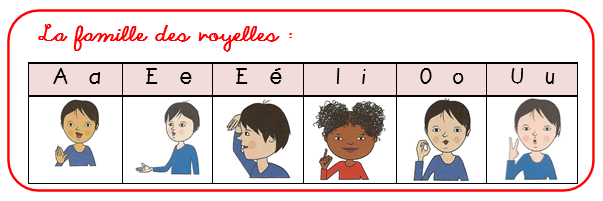 La famille des voyelles :
A a E e E é I i O o U u